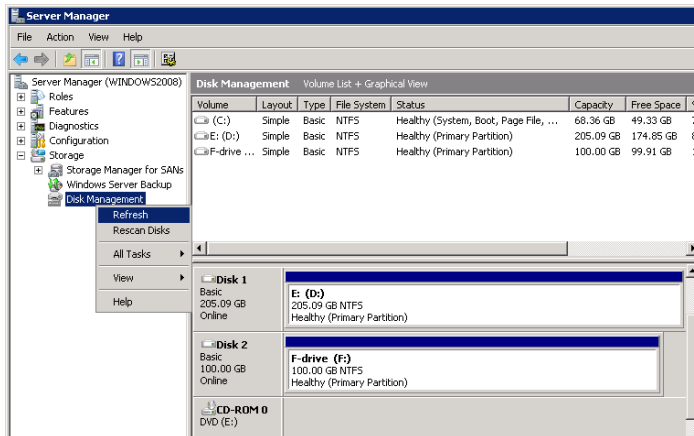 Server Manager
File Action View Help
Server Manager (WINDOWS2008)
Roles
Features
Diagnostics
Configuration
Storage
Storage Manager for SANs
Windows Server Backup
Disk Management
Refresh
Rescan Disks
All Tasks
View
Help
Disk Management Volume List + Graphical View
Volume Layout Type File System Status Capacity Free Space
(C:) Simple Basic NTFS Healthy (System, Boot, Page File, ... 68.36 GB 49.33 GB
E: (D:) Simple Basic NTFS Healthy (Primary Partition) 205.09 GB 174.85 GB
F-drive ... Simple Basic NTFS Healthy (Primary Partition) 100.00 GB 99.91 GB
Disk 1
Basic
205.09 GB
Online
E: (D:)
205.09 GB NTFS
Healthy (Primary Partition)
Disk 2
Basic
100.00 GB
Online
F-drive (F:)
100.00 GB NTFS
Healthy (Primary Partition)
CD-ROM 0
DVD (E:)